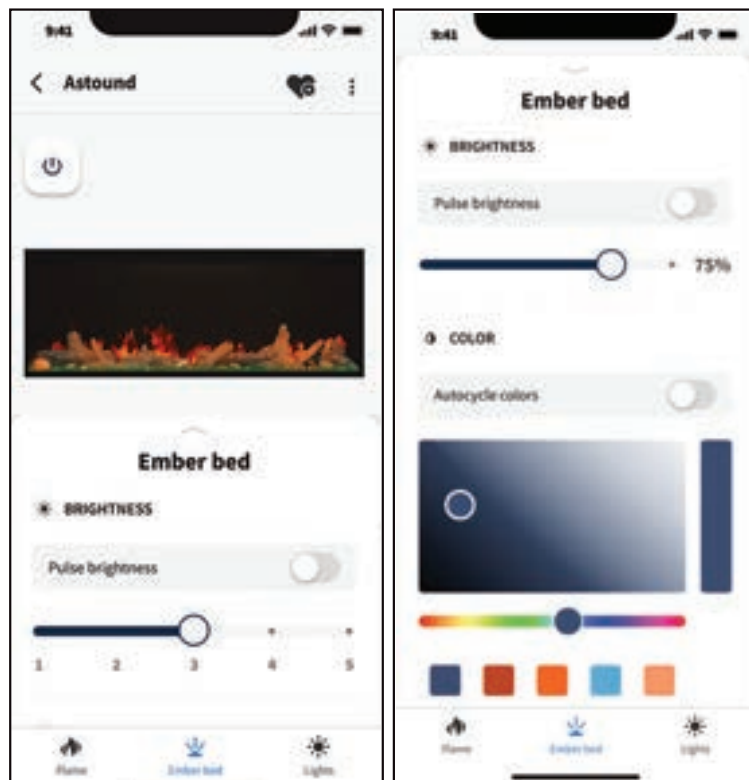 9:41
Astound
Ember bed
BRIGHTNESS
Pulse brightness
1 2 3 4 5
Flame Ember bed Lights
9:41
Ember bed
BRIGHTNESS
Pulse brightness
75%
COLOR
Autocycle colors
Flame Ember bed Lights